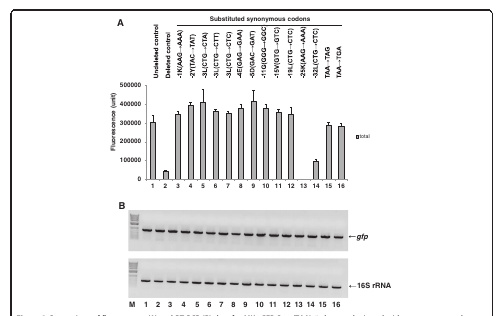 A
Substituted synonymous codons
Undeleted control
Deleted control
-1K(AAG→AAA)
-2Y(TAC→TAT)
-3L(CTG→CTA)
-3L(CTG→CTT)
-3L(CTG→CTC)
-4E(GAG→GAA)
-5D(GAC→GAT)
-11G(GGG→GGC
-15V(GTG→GTC)
-19L(CTG→CTC)
-25K(AAG→AAA)
-32L(CTG→CTC)
TAA→TAG
TAA→TGA
Fluorescence (unit)
500000
400000
300000
200000
100000
0
total
1 2 3 4 5 6 7 8 9 10 11 12 13 14 15 16
B
←gfp
←16S rRNA
M 1 2 3 4 5 6 7 8 9 10 11 12 13 14 15 16